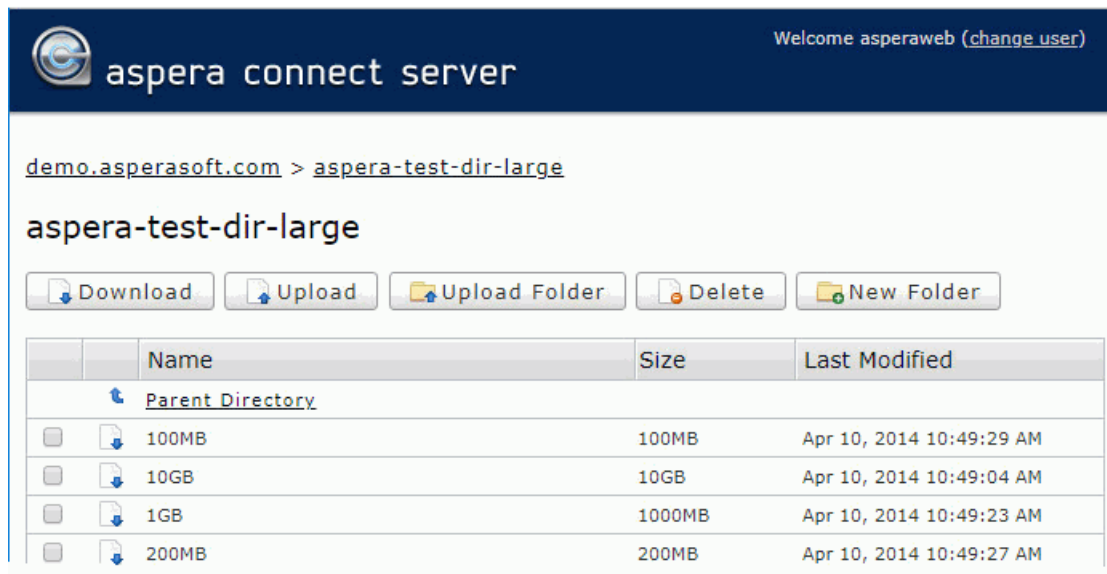 Welcome asperaweb (change user)
aspera connect server
demo.asperasoft.com > aspera-test-dir-large
aspera-test-dir-large
Download Upload Upload Folder Delete New Folder
Name Size Last Modified
Parent Directory
100MB 100MB Apr 10, 2014 10:49:29 AM
10GB 10GB Apr 10, 2014 10:49:04 AM
1GB 1000MB Apr 10, 2014 10:49:23 AM
200MB 200MB Apr 10, 2014 10:49:27 AM